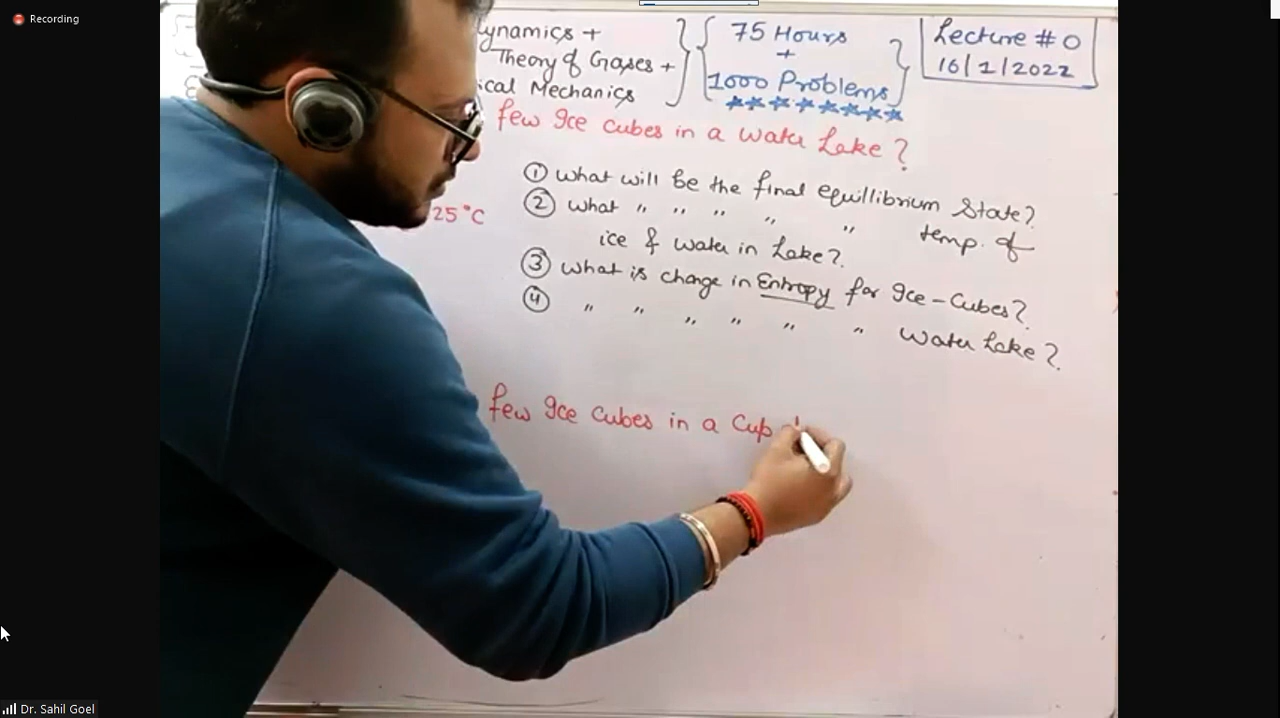 Recording
ynamics +
Theory of Gases +
ical Mechanics
75 Hours
+
1000 Problems
Lecture # 0
16/1/2022
few Ice cubes in a water Lake?
25°C
① What will be the final equillibrium State?
② What " " " " " temp. of
ice & water in Lake?
③ What is change in Entropy for Ice-Cubes?
④ " " " " " " Water Lake?
few Ice Cubes in a Cup
Dr. Sahil Goel